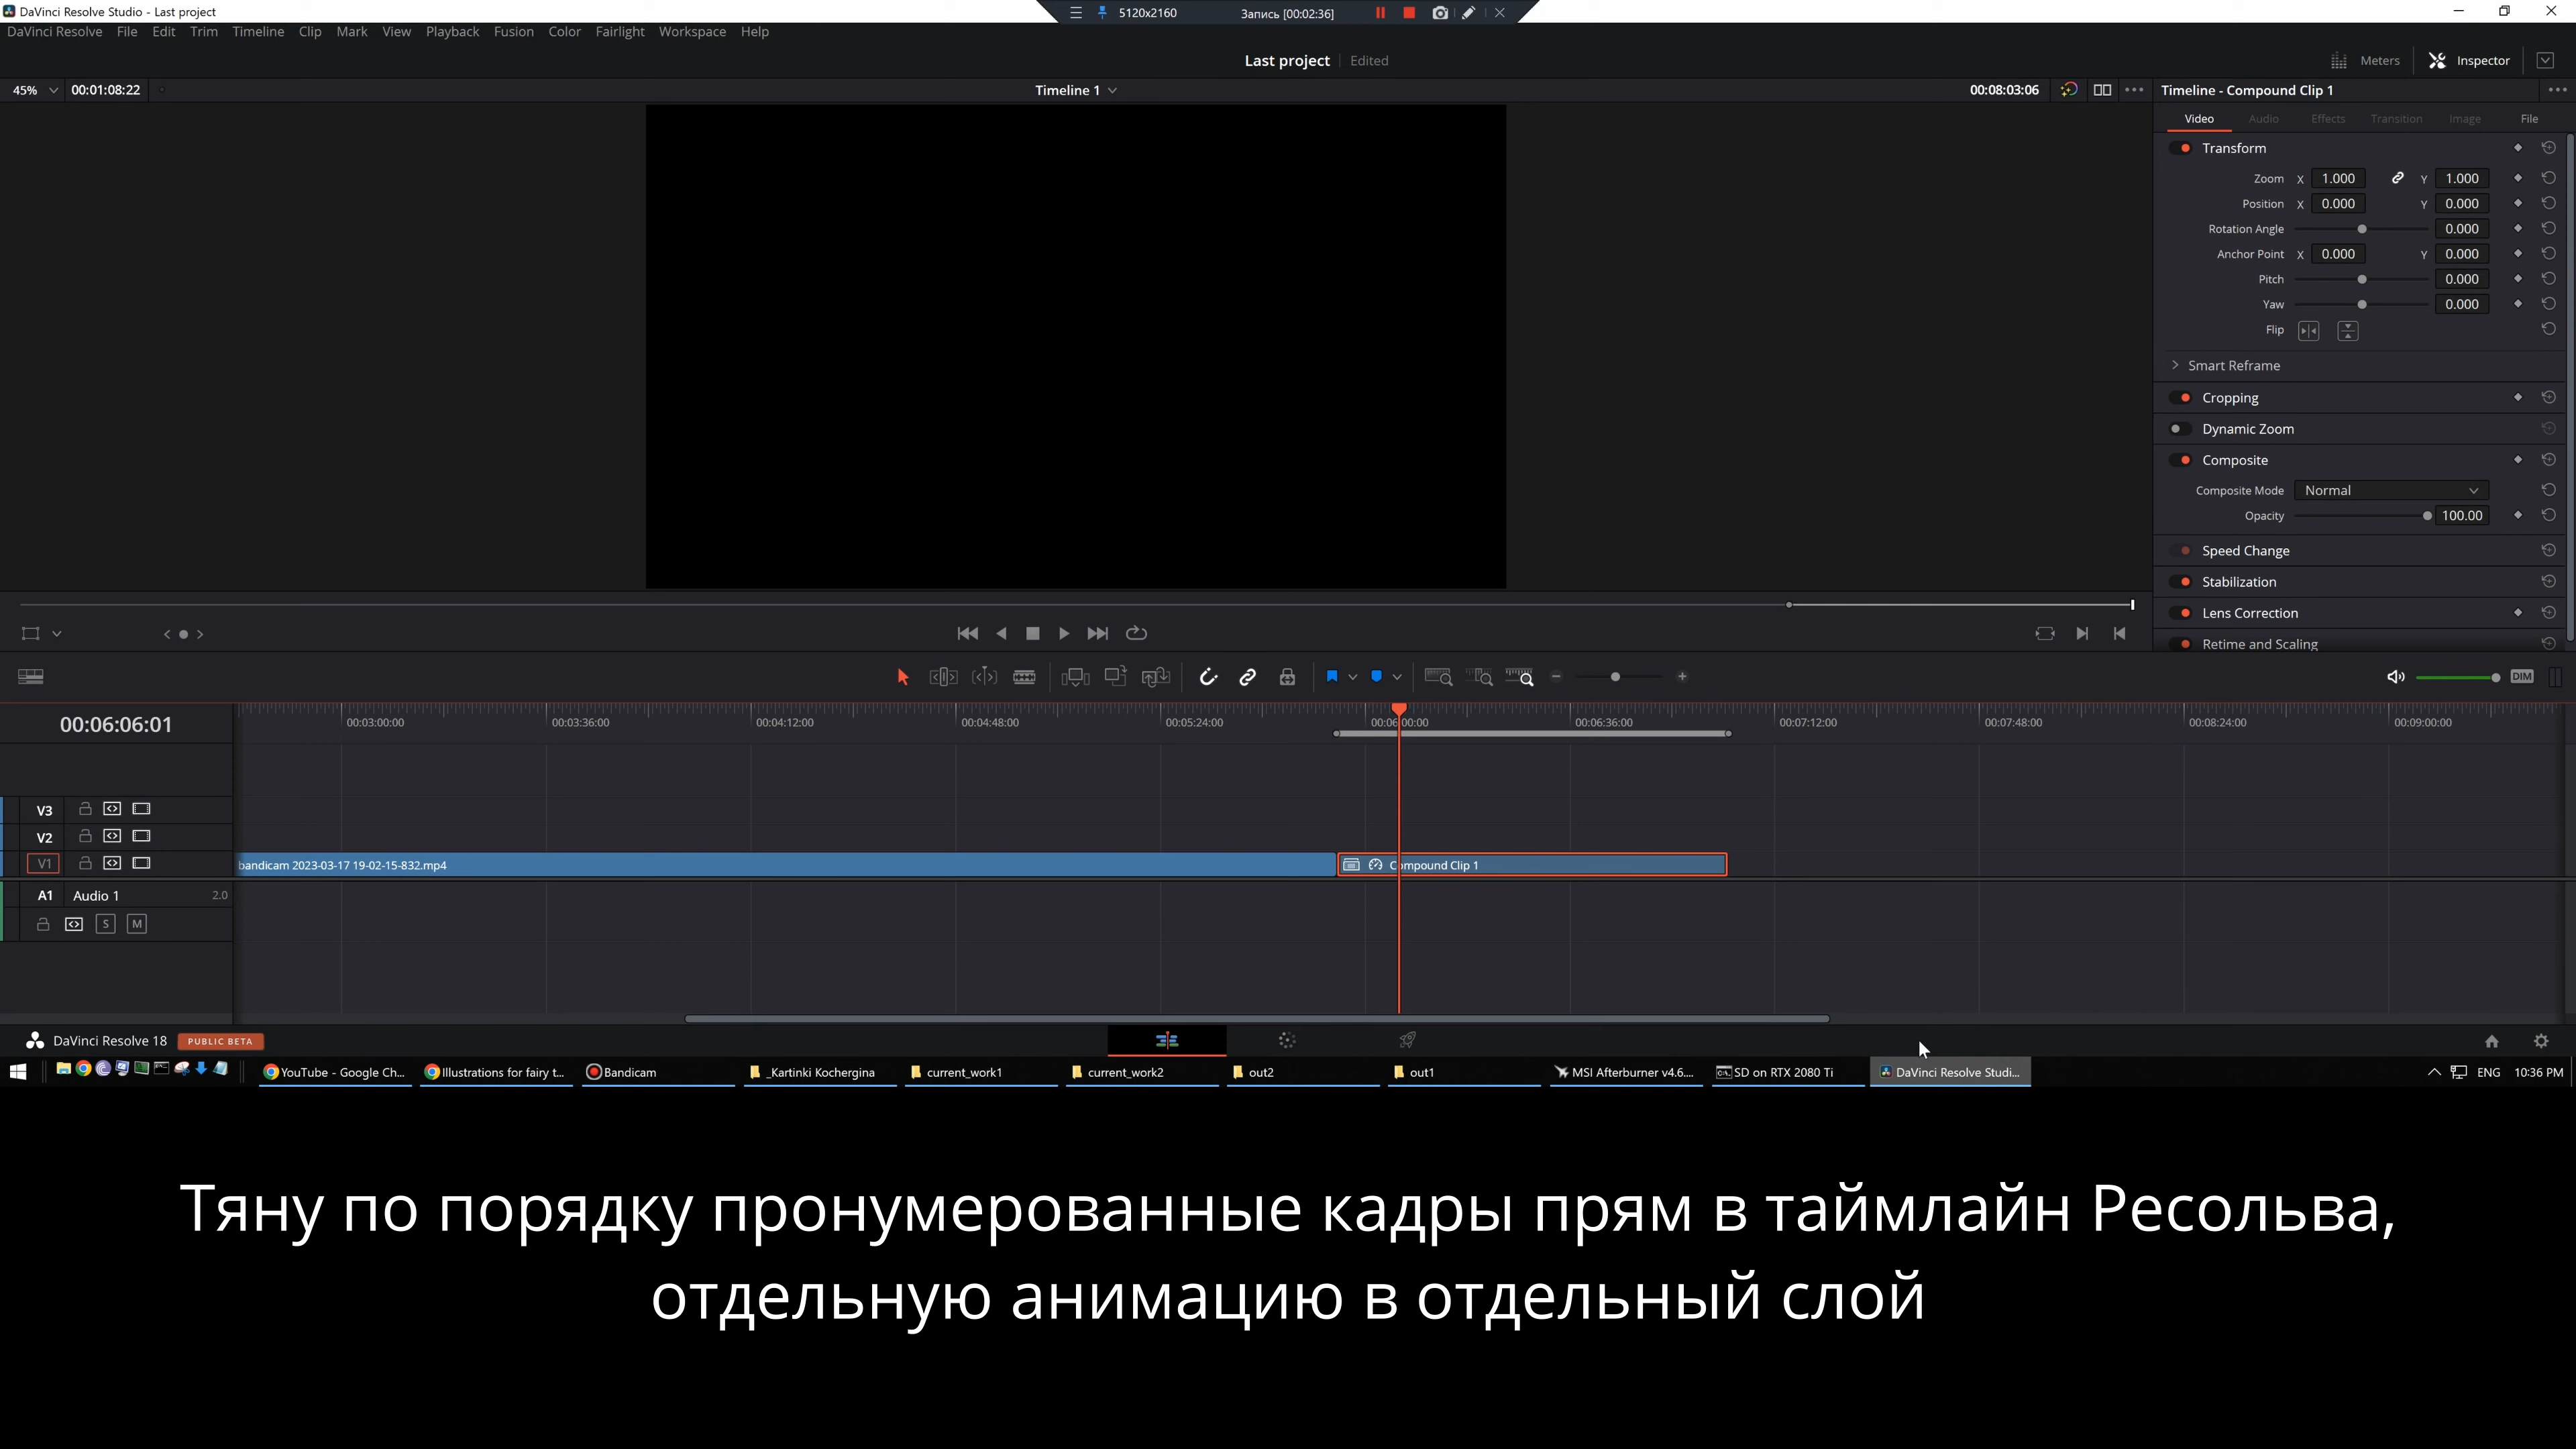 DaVinci Resolve Studio - Last project
5120x2160
Запись [00:02:36]
DaVinci Resolve File Edit Trim Timeline Clip Mark View Playback Fusion Color Fairlight Workspace Help
Last project Edited
Meters Inspector
45% 00:01:08:22 Timeline 1 00:08:03:06 Timeline - Compound Clip 1
Video Audio Effects Transition Image File
Transform
Zoom X 1.000 Y 1.000
Position X 0.000 Y 0.000
Rotation Angle 0.000
Anchor Point X 0.000 Y 0.000
Pitch 0.000
Yaw 0.000
Flip
Smart Reframe
Cropping
Dynamic Zoom
Composite
Composite Mode Normal
Opacity 100.00
Speed Change
Stabilization
Lens Correction
Retime and Scaling
DIM
00:06:06:01 00:03:00:00 00:03:36:00 00:04:12:00 00:04:48:00 00:05:24:00 00:06:00:00 00:06:36:00 00:07:12:00 00:07:48:00 00:08:24:00 00:09:00:00
V3
V2
V1 bandicam 2023-03-17 19-02-15-832.mp4 Compound Clip 1
A1 Audio 1 2.0
S M
DaVinci Resolve 18 PUBLIC BETA
YouTube - Google Ch... Illustrations for fairy t... Bandicam _Kartinki Kochergina current_work1 current_work2 out2 out1 MSI Afterburner v4.6.... SD on RTX 2080 Ti DaVinci Resolve Studi... ENG 10:36 PM
Тяну по порядку пронумерованные кадры прям в таймлайн Ресольва,
отдельную анимацию в отдельный слой